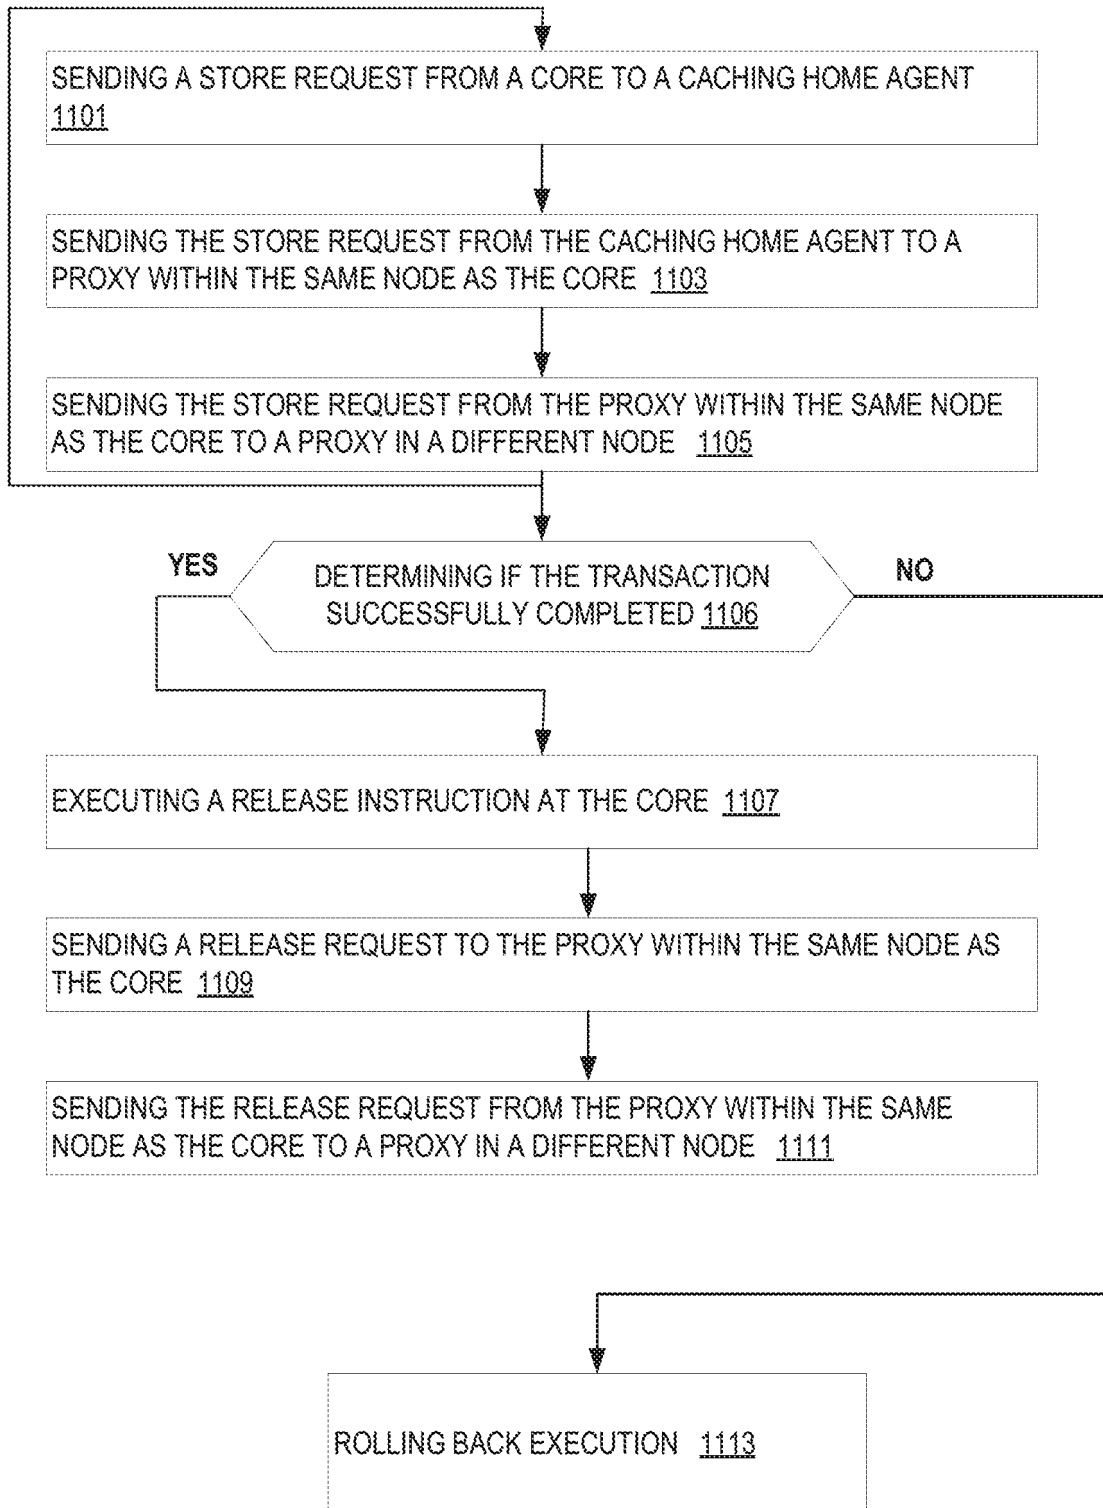 SENDING A STORE REQUEST FROM A CORE TO A CACHING HOME AGENT
1101
SENDING THE STORE REQUEST FROM THE CACHING HOME AGENT TO A
PROXY WITHIN THE SAME NODE AS THE CORE 1103
SENDING THE STORE REQUEST FROM THE PROXY WITHIN THE SAME NODE
AS THE CORE TO A PROXY IN A DIFFERENT NODE 1105
YES
NO
DETERMINING IF THE TRANSACTION
SUCCESSFULLY COMPLETED 1106
EXECUTING A RELEASE INSTRUCTION AT THE CORE 1107
SENDING A RELEASE REQUEST TO THE PROXY WITHIN THE SAME NODE AS
THE CORE 1109
SENDING THE RELEASE REQUEST FROM THE PROXY WITHIN THE SAME
NODE AS THE CORE TO A PROXY IN A DIFFERENT NODE 1111
ROLLING BACK EXECUTION 1113